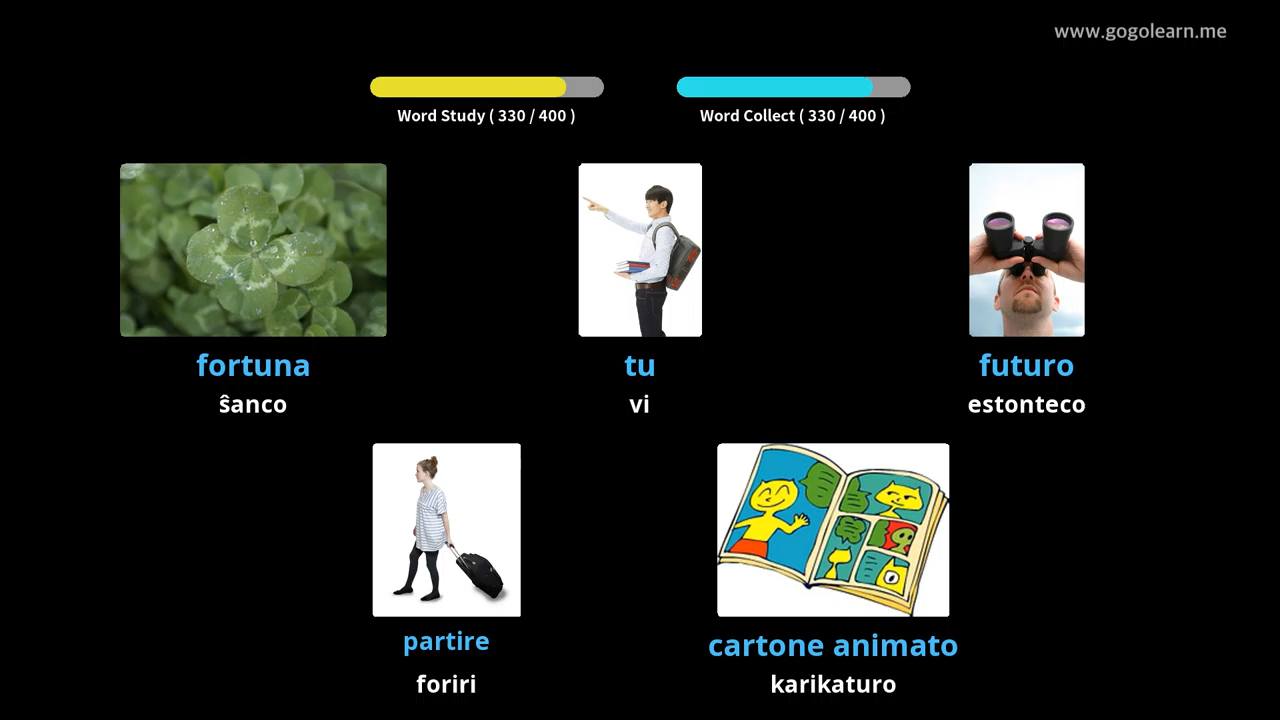 www.gogolearn.me
Word Study ( 330 / 400 )
Word Collect ( 330 / 400 )
fortuna
ŝanco
tu
vi
futuro
estonteco
partire
foriri
cartone animato
karikaturo